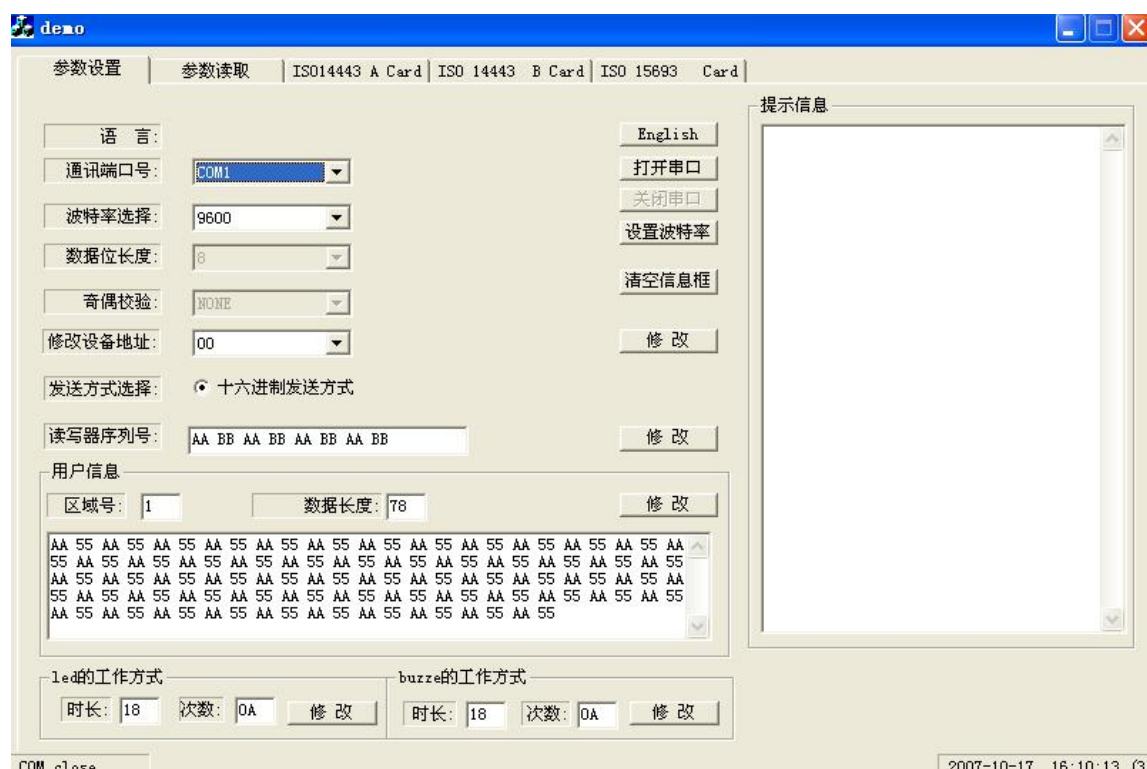 demo
参数设置 参数读取 ISO14443 A Card ISO 14443 B Card ISO 15693 Card
提示信息
语 言: English
通讯端口号: COM1 打开串口
关闭串口
波特率选择: 9600 设置波特率
数据位长度: 8
清空信息框
奇偶校验: NONE
修改设备地址: 00 修 改
发送方式选择: 十六进制发送方式
读写器序列号: AA BB AA BB AA BB AA BB 修 改
用户信息
区域号: 1 数据长度: 78 修 改
AA 55 AA 55 AA 55 AA 55 AA 55 AA 55 AA 55 AA 55 AA 55 AA 55 AA 55 AA 55 AA
55 AA 55 AA 55 AA 55 AA 55 AA 55 AA 55 AA 55 AA 55 AA 55 AA 55 AA 55 AA 55
AA 55 AA 55 AA 55 AA 55 AA 55 AA 55 AA 55 AA 55 AA 55 AA 55 AA 55 AA 55 AA
55 AA 55 AA 55 AA 55 AA 55 AA 55 AA 55 AA 55 AA 55 AA 55 AA 55 AA 55 AA 55
AA 55 AA 55 AA 55 AA 55 AA 55 AA 55 AA 55 AA 55 AA 55 AA 55
led的工作方式 buzze的工作方式
时长: 18 次数: 0A 修 改 时长: 18 次数: 0A 修 改
COM close 2007-10-17 16:10:13 (3